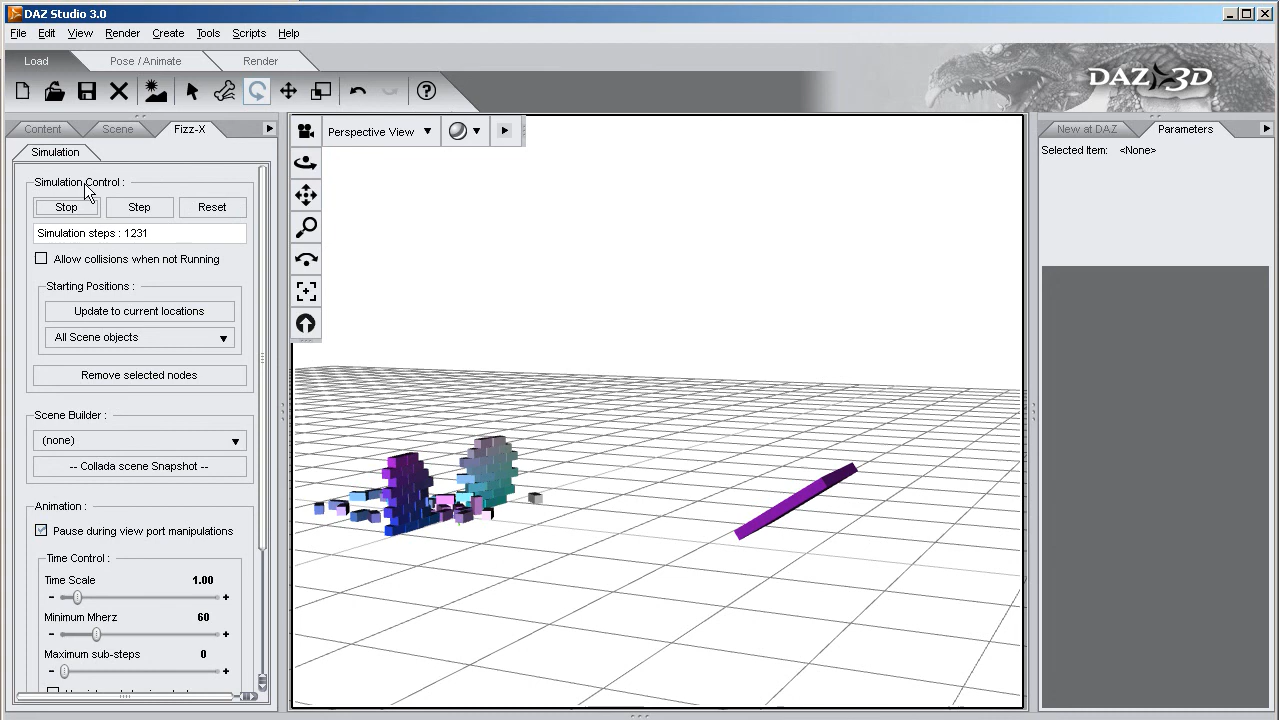 DAZ Studio 3.0
File Edit View Render Create Tools Scripts Help
Load Pose / Animate Render
DAZ 3D
Content Scene Fizz-X
Perspective View
New at DAZ Parameters
Selected Item: <None>
Simulation
Simulation Control :
Stop Step Reset
Simulation steps : 1231
Allow collisions when not Running
Starting Positions :
Update to current locations
All Scene objects
Remove selected nodes
Scene Builder :
(none)
-- Collada scene Snapshot --
Animation :
Pause during view port manipulations
Time Control :
Time Scale 1.00
- +
Minimum Mherz 60
- +
Maximum sub-steps 0
- +